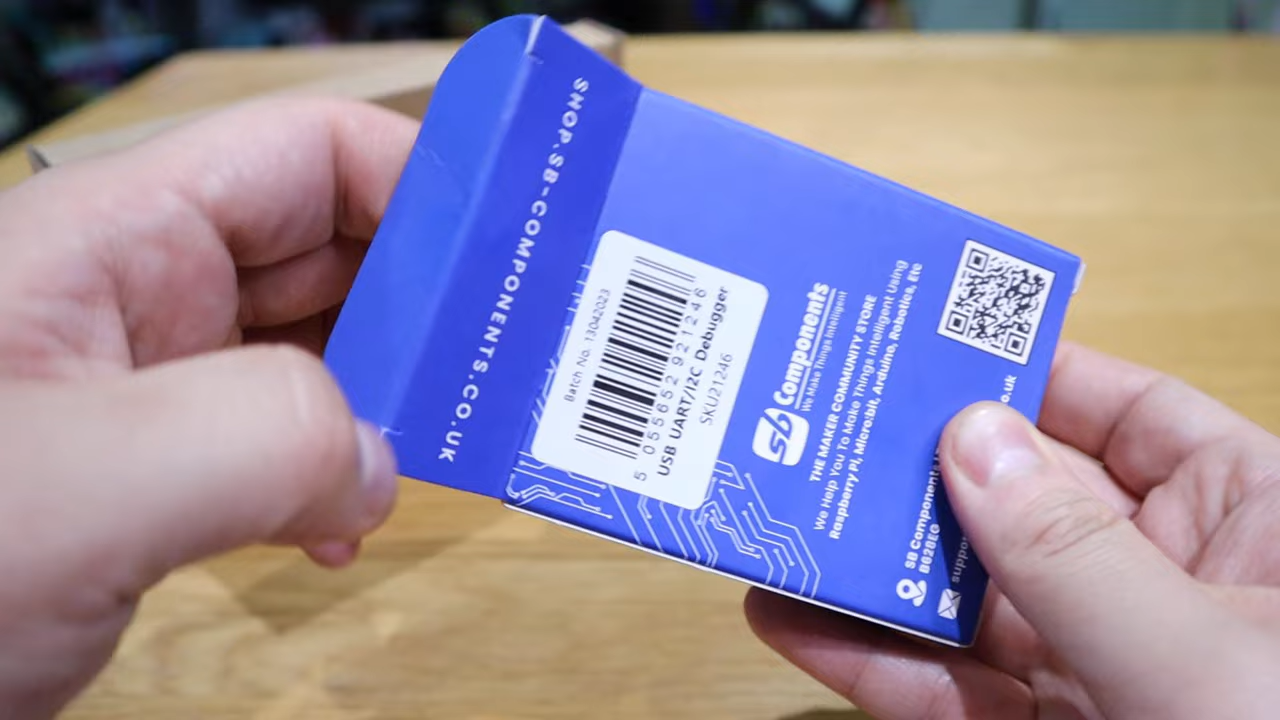 SHOP.SB-COMPONENTS.CO.UK
Batch No. 13042023
5 055652 921246
USB UART/I2C Debugger
SKU21246
sb Components
We Make Things Intelligent
THE MAKER COMMUNITY STORE
We Help You To Make Things Intelligent Using
Raspberry Pi, Micro:bit, Arduino, Robotics, Etc
SB Components
B628EG